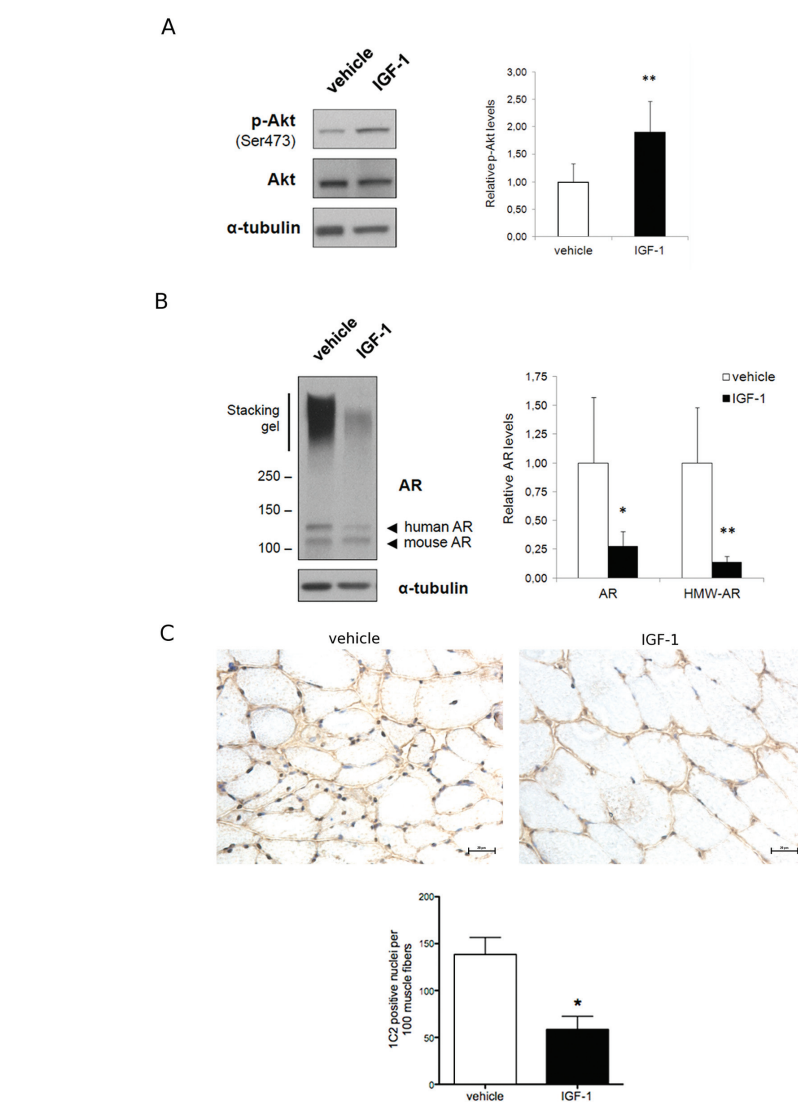 A
vehicle
IGF-1
p-Akt
(Ser473)
Akt
α-tubulin
3,00
2,50
2,00
1,50
1,00
0,50
0,00
Relative p-Akt levels
**
vehicle
IGF-1
B
vehicle
IGF-1
Stacking
gel
250
150
100
AR
human AR
mouse AR
α-tubulin
1,75
1,50
1,25
1,00
0,75
0,50
0,25
0,00
Relative AR levels
vehicle
IGF-1
*
**
AR
HMW-AR
C
vehicle
IGF-1
200
150
100
50
0
1C2 positive nuclei per
100 muscle fibers
*
vehicle
IGF-1